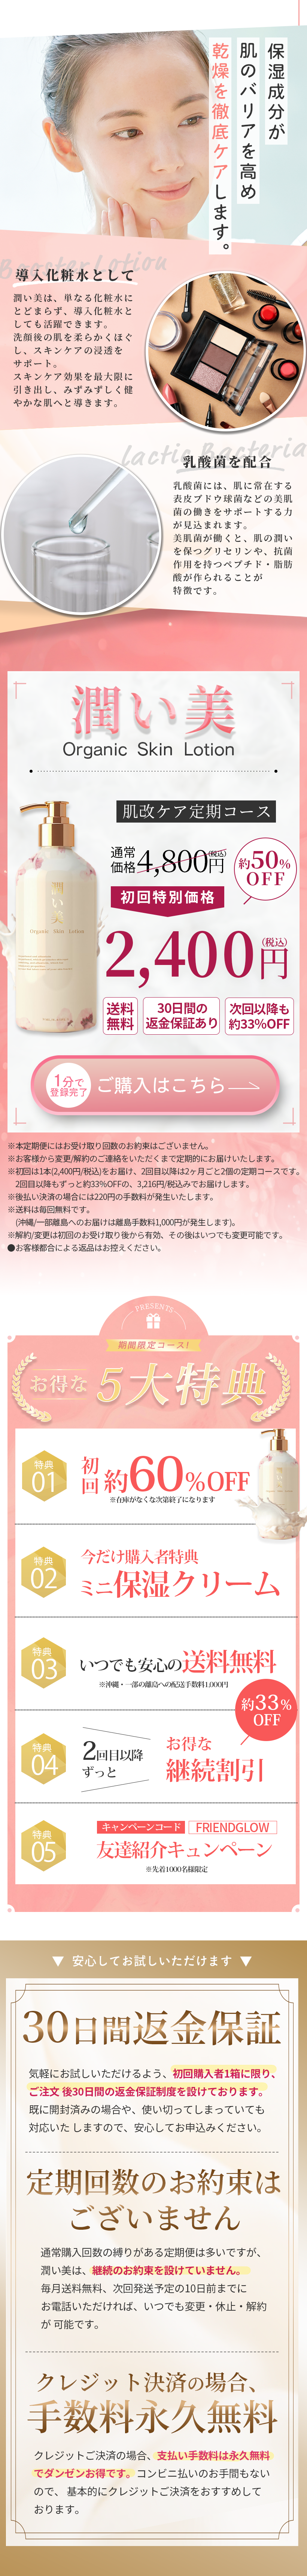 保湿成分が
肌のバリアを高め
乾燥を徹底ケアします。
Booster Lotion
導入化粧水として
潤い美は、単なる化粧水に
とどまらず、導入化粧水と
しても活躍できます。
洗顔後の肌を柔らかくほぐ
し、スキンケアの浸透を
サポート。
スキンケア効果を最大限に
引き出し、みずみずしく健
やかな肌へと導きます。
Lactic Bacteria
乳酸菌を配合
乳酸菌には、肌に常在する
表皮ブドウ球菌などの美肌
菌の働きをサポートする力
が見込まれます。
美肌菌が働くと、肌の潤い
を保つグリセリンや、抗菌
作用を持つペプチド・脂肪
酸が作られることが
特徴です。
潤い美
Organic Skin Lotion
肌改ケア定期コース
通常価格4,800円(税込)
約50%OFF
初回特別価格
2,400円(税込)
潤い美
Organic Skin Lotion
送料無料
30日間の返金保証あり
次回以降も約33%OFF
1分で登録完了
ご購入はこちら
※本定期便にはお受け取り回数のお約束はございません。
※お客様から変更/解約のご連絡をいただくまで定期的にお届けいたします。
※初回は1本(2,400円/税込)をお届け、2回目以降は2ヶ月ごと2個の定期コースです。
2回目以降もずっと約33%OFFの、3,216円/税込みでお届けします。
※後払い決済の場合には220円の手数料が発生いたします。
※送料は毎回無料です。
(沖縄/一部離島へのお届けは離島手数料1,000円が発生します)。
※解約/変更は初回のお受け取り後から有効、その後はいつでも変更可能です。
●お客様都合による返品はお控えください。
PRESENTS
期間限定コース!
お得な5大特典
特典01
初回約60%OFF
※在庫がなくな次第終了になります
特典02
今だけ購入者特典
ミニ保湿クリーム
特典03
いつでも安心の送料無料
※沖縄・一部の離島への配送手数料1,000円
約33%OFF
特典04
2回目以降ずっと
お得な継続割引
特典05
キャンペーンコード FRIENDGLOW
友達紹介キュンペーン
※先着1000名様限定
▼ 安心してお試しいただけます ▼
30日間返金保証
気軽にお試しいただけるよう、初回購入者1箱に限り、
ご注文 後30日間の返金保証制度を設けております。
既に開封済みの場合や、使い切ってしまっていても
対応いた しますので、安心してお申込みください。
定期回数のお約束は
ございません
通常購入回数の縛りがある定期便は多いですが、
潤い美は、継続のお約束を設けていません。
毎月送料無料、次回発送予定の10日前までに
お電話いただければ、いつでも変更・休止・解約
が 可能です。
クレジット決済の場合、
手数料永久無料
クレジットご決済の場合、支払い手数料は永久無料
でダンゼンお得です。コンビニ払いのお手間もない
ので、 基本的にクレジットご決済をおすすめして
おります。